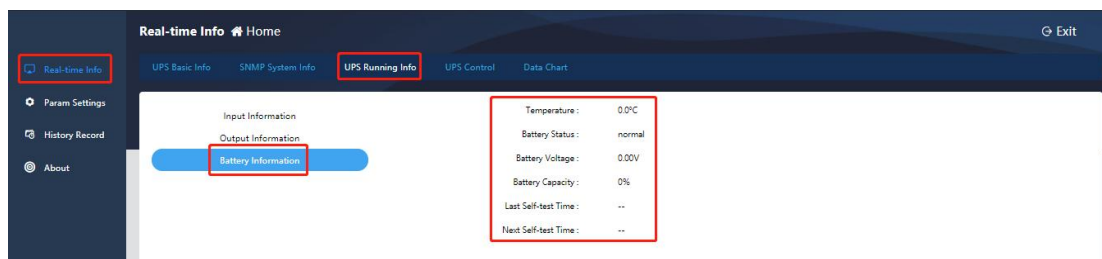 Real-time Info Home Exit
Real-time Info
UPS Basic Info SNMP System Info UPS Running Info UPS Control Data Chart
Param Settings
History Record
About
Input Information
Output Information
Battery Information
Temperature : 0.0°C
Battery Status : normal
Battery Voltage : 0.00V
Battery Capacity : 0%
Last Self-test Time : --
Next Self-test Time : --